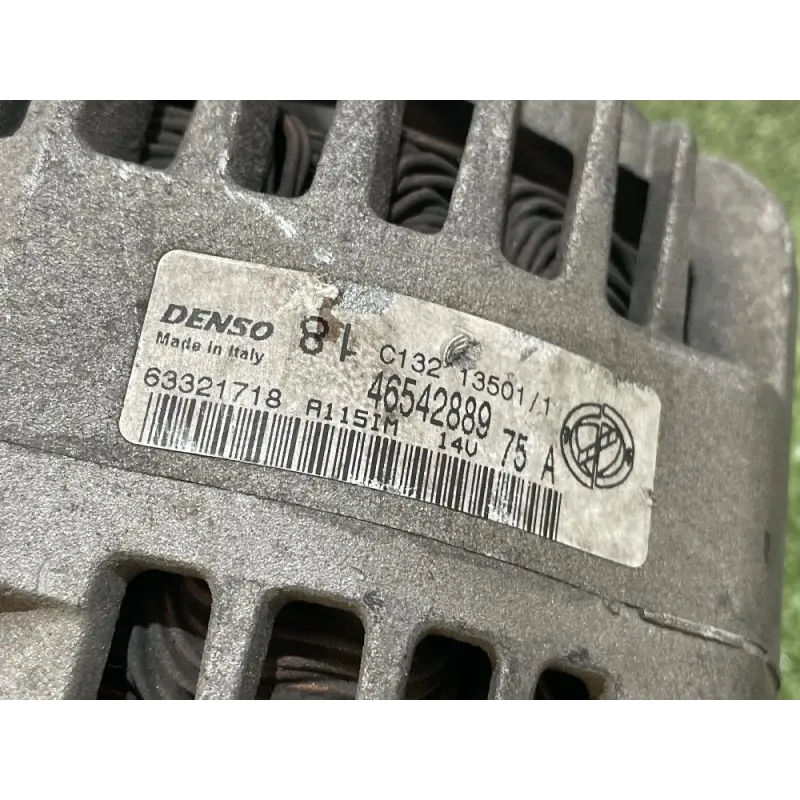 DENSO
Made in Italy
81
C132 13501/1
46542889
63321718 A115IM 14V 75 A